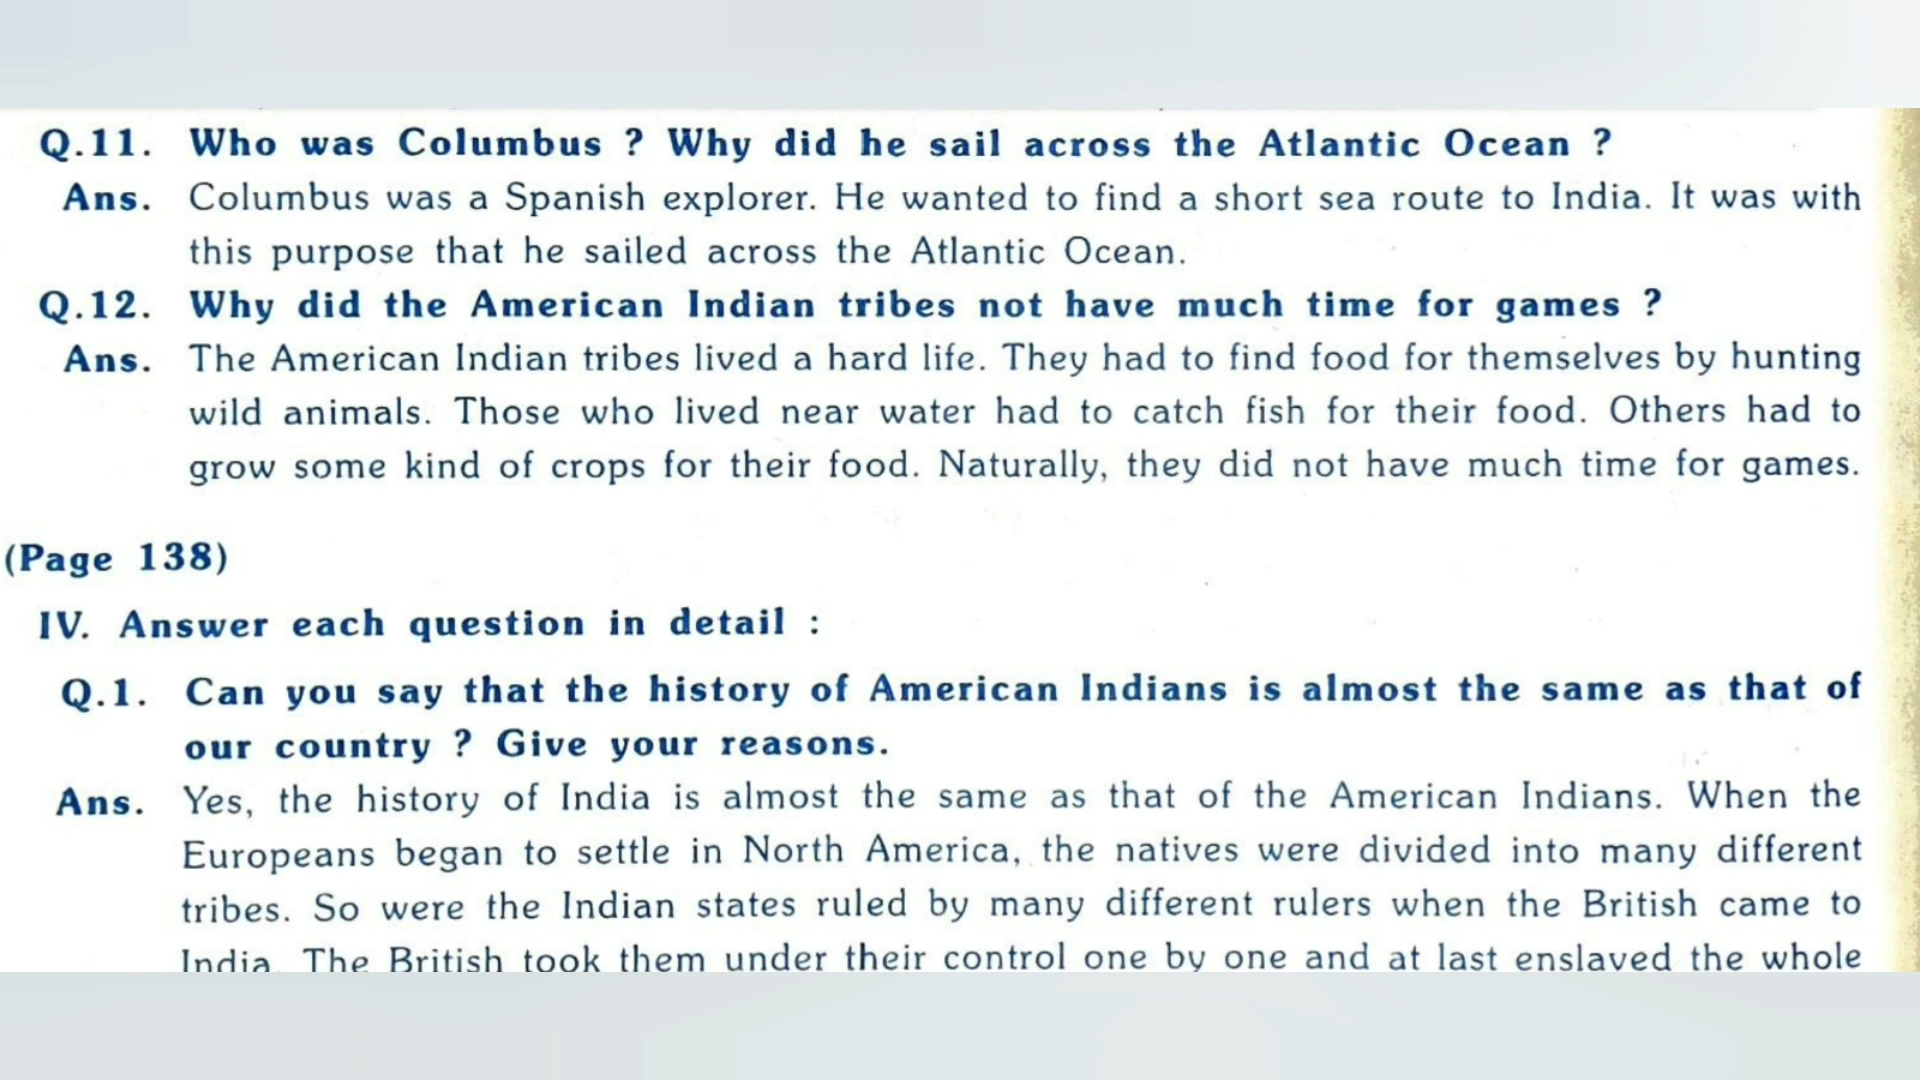 Q.11. Who was Columbus ? Why did he sail across the Atlantic Ocean ?
Ans. Columbus was a Spanish explorer. He wanted to find a short sea route to India. It was with
this purpose that he sailed across the Atlantic Ocean.
Q.12. Why did the American Indian tribes not have much time for games ?
Ans. The American Indian tribes lived a hard life. They had to find food for themselves by hunting
wild animals. Those who lived near water had to catch fish for their food. Others had to
grow some kind of crops for their food. Naturally, they did not have much time for games.
(Page 138)
IV. Answer each question in detail :
Q.1. Can you say that the history of American Indians is almost the same as that of
our country ? Give your reasons.
Ans. Yes, the history of India is almost the same as that of the American Indians. When the
Europeans began to settle in North America, the natives were divided into many different
tribes. So were the Indian states ruled by many different rulers when the British came to
India. The British took them under their control one by one and at last enslaved the whole